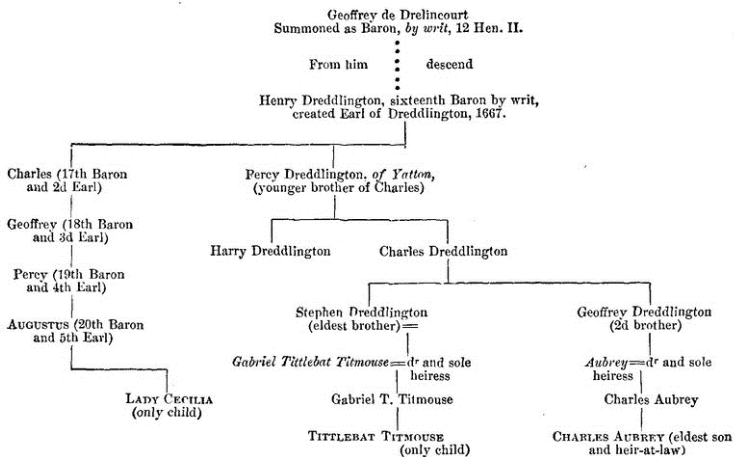 Geoffrey de Drelincourt
Summoned as Baron, by writ, 12 Hen. II.
From him descend
Henry Dreddlington, sixteenth Baron by writ,
created Earl of Dreddlington, 1667.
Charles (17th Baron
and 2d Earl)
Percy Dreddlington, of Yatton,
(younger brother of Charles)
Geoffrey (18th Baron
and 3d Earl)
Harry Dreddlington
Charles Dreddlington
Percy (19th Baron
and 4th Earl)
Stephen Dreddlington
(eldest brother)=
Geoffrey Dreddlington
(2d brother)
AUGUSTUS (20th Baron
and 5th Earl)
Gabriel Tittlebat Titmouse=dr and sole
heiress
Aubrey=dr and sole
heiress
LADY CECILIA
(only child)
Gabriel T. Titmouse
Charles Aubrey
TITTLEBAT TITMOUSE
(only child)
CHARLES AUBREY (eldest son
and heir-at-law)